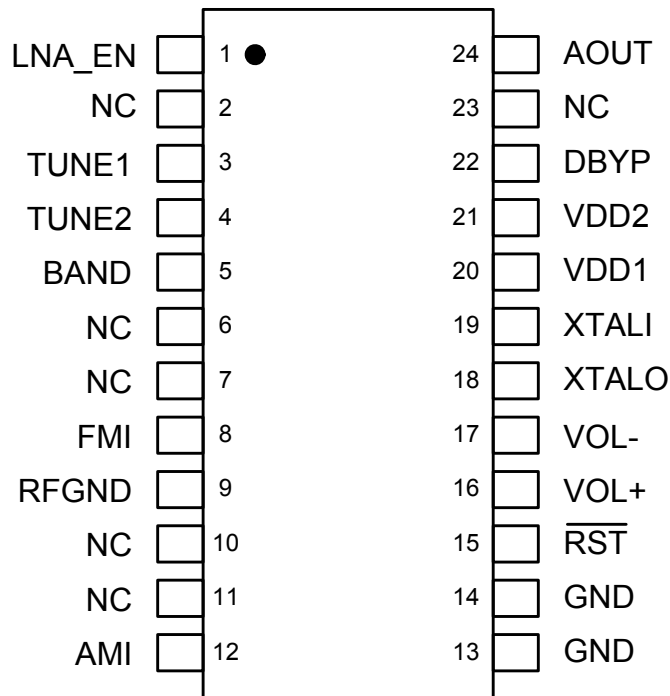 LNA_EN 1 24 AOUT
NC 2 23 NC
TUNE1 3 22 DBYP
TUNE2 4 21 VDD2
BAND 5 20 VDD1
NC 6 19 XTALI
NC 7 18 XTALO
FMI 8 17 VOL-
RFGND 9 16 VOL+
NC 10 15 RST
NC 11 14 GND
AMI 12 13 GND